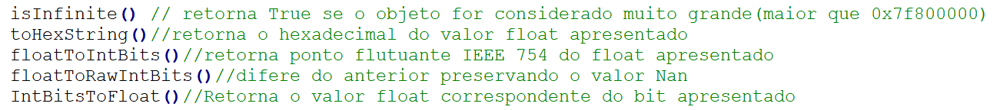 isInfinite() // retorna True se o objeto for considerado muito grande(maior que 0x7f800000)
toHexString()//retorna o hexadecimal do valor float apresentado
floatToIntBits()//retorna ponto flutuante IEEE 754 do float apresentado
floatToRawIntBits()//difere do anterior preservando o valor Nan
IntBitsToFloat()//Retorna o valor float correspondente do bit apresentado